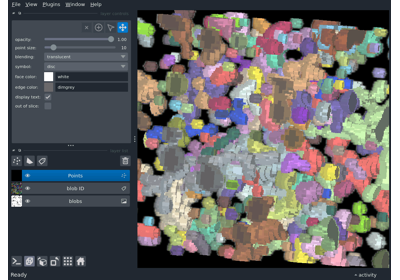 File View Plugins Window Help
opacity: 1.00
point size: 10
blending: translucent
symbol: disc
face color: white
edge color: dimgrey
display text:
out of slice:
Points
blob ID
blobs
Ready
activity